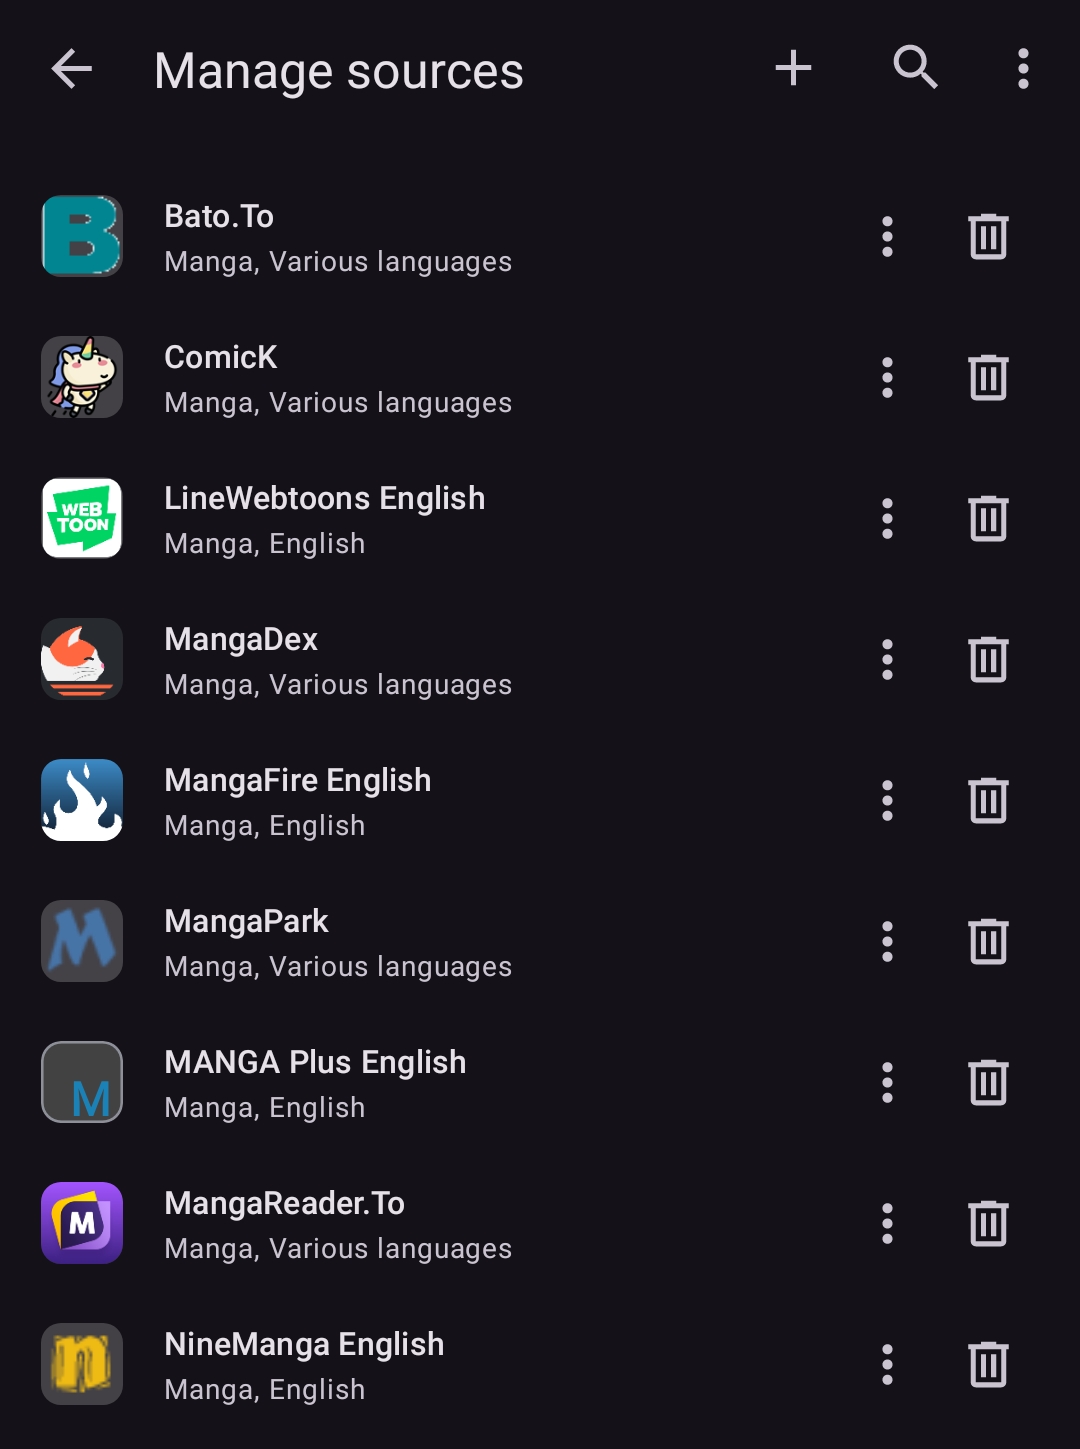 Manage sources
Bato.To
Manga, Various languages
ComicK
Manga, Various languages
WEB
TOON
LineWebtoons English
Manga, English
MangaDex
Manga, Various languages
MangaFire English
Manga, English
M
MangaPark
Manga, Various languages
M
MANGA Plus English
Manga, English
M
MangaReader.To
Manga, Various languages
n
NineManga English
Manga, English